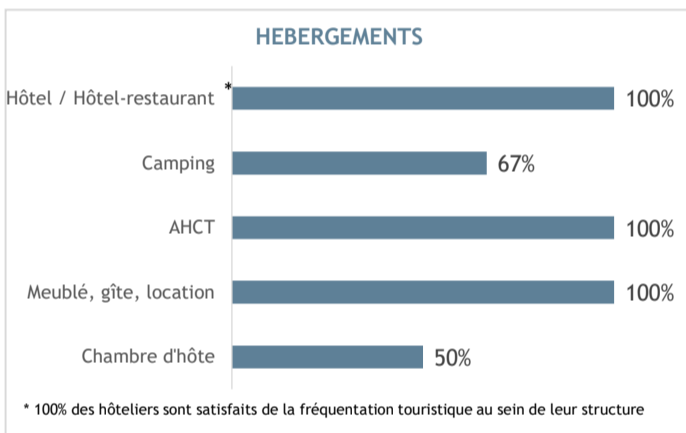 HEBERGEMENTS
Hôtel / Hôtel-restaurant * 100%
Camping 67%
AHCT 100%
Meublé, gîte, location 100%
Chambre d'hôte 50%
* 100% des hôteliers sont satisfaits de la fréquentation touristique au sein de leur structure